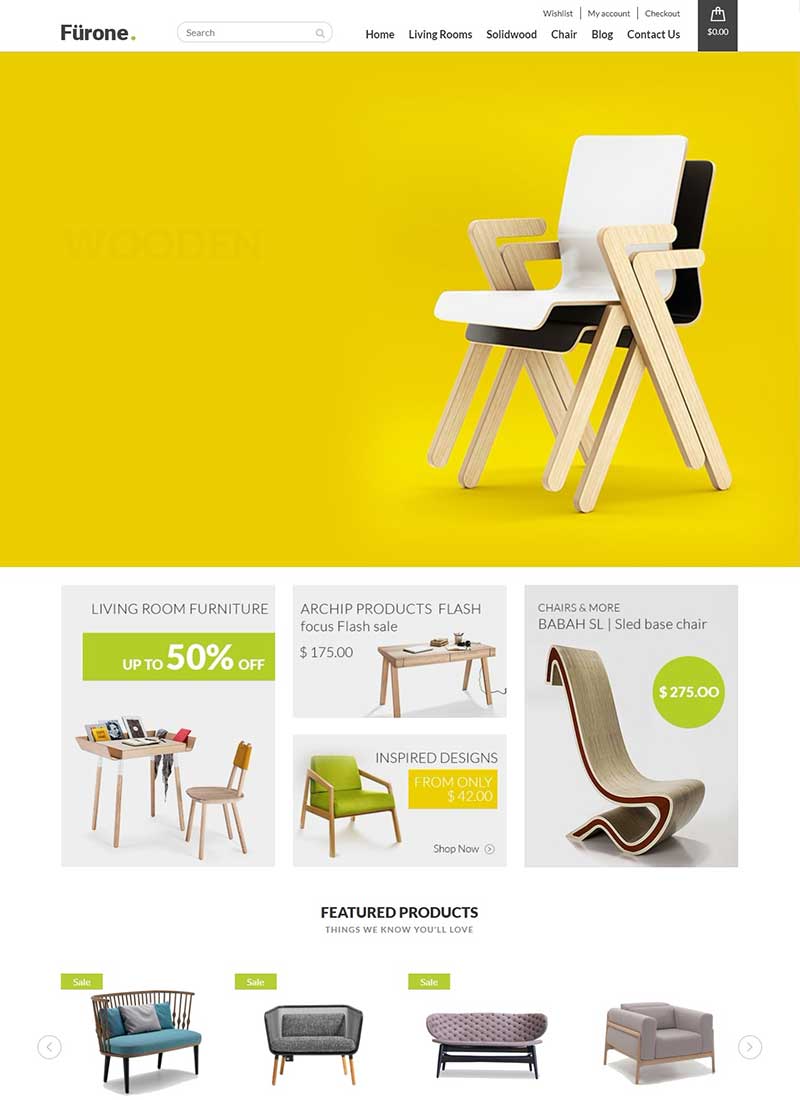 Wishlist
My account
Checkout
$0.00
Fürone.
Search
Home
Living Rooms
Solidwood
Chair
Blog
Contact Us
WOODEN
LIVING ROOM FURNITURE
UP TO 50% OFF
ARCHIP PRODUCTS FLASH
focus Flash sale
$ 175.00
INSPIRED DESIGNS
FROM ONLY
$ 42.00
Shop Now
CHAIRS & MORE
BABAH SL | Sled base chair
$ 275.00
FEATURED PRODUCTS
THINGS WE KNOW YOU'LL LOVE
Sale
Sale
Sale